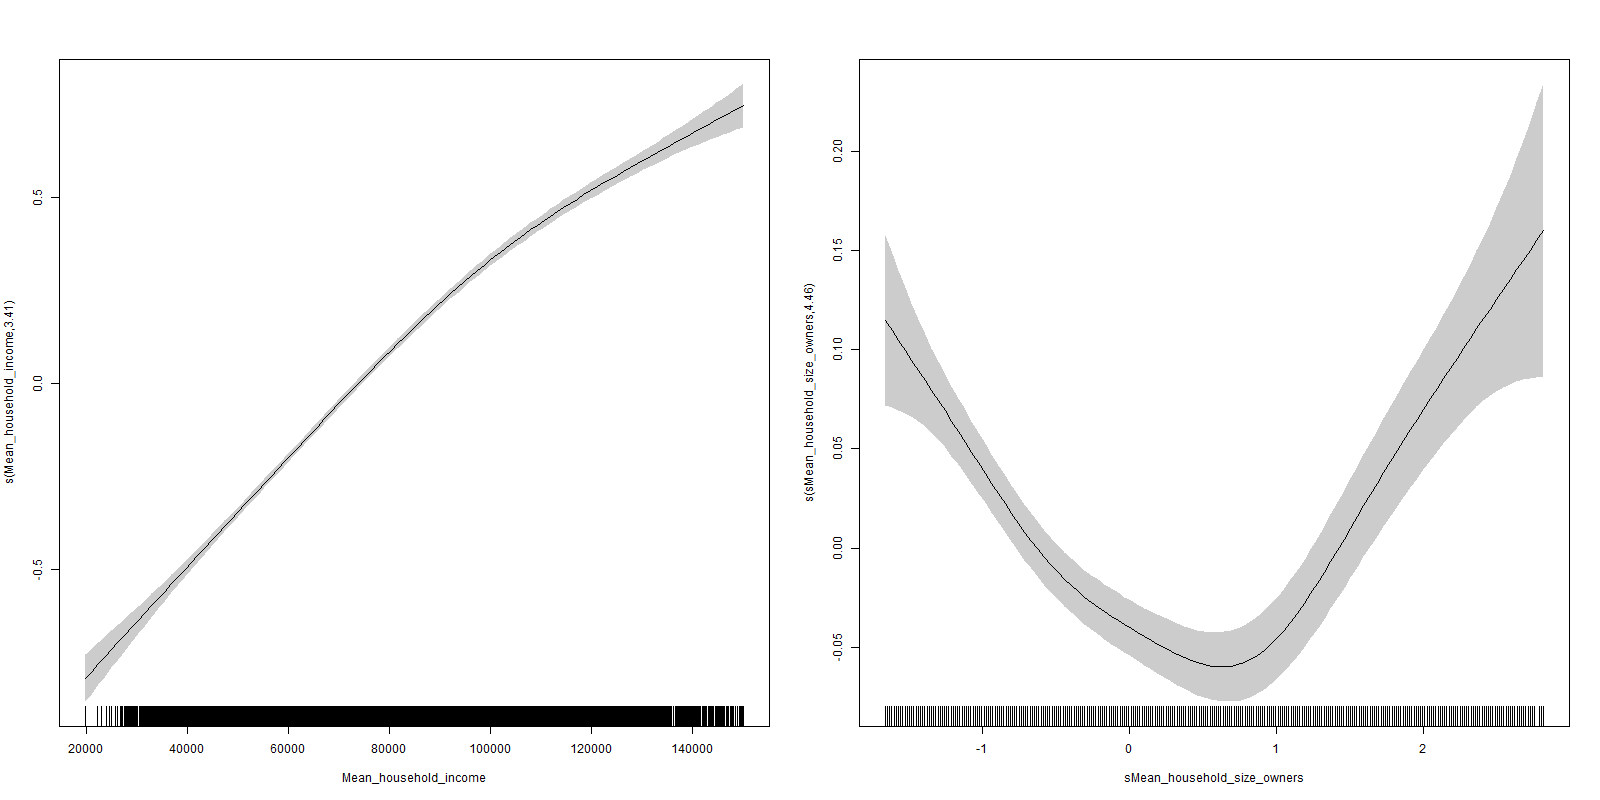 s(Mean_household_income,3.41)
0.5
0.0
-0.5
20000 40000 60000 80000 100000 120000 140000
Mean_household_income
s(sMean_household_size_owners,4.46)
0.20
0.15
0.10
0.05
0.00
-0.05
-1 0 1 2
sMean_household_size_owners